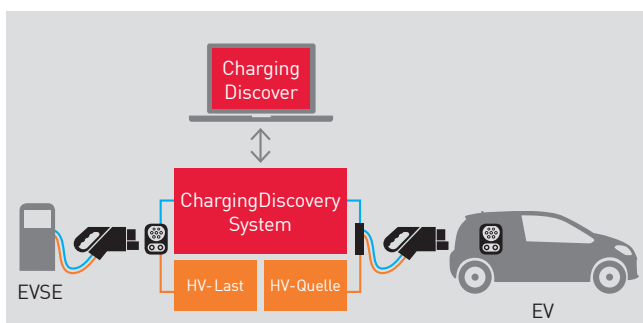 Charging
Discover
ChargingDiscovery
System
HV-Last
HV-Quelle
EVSE
EV